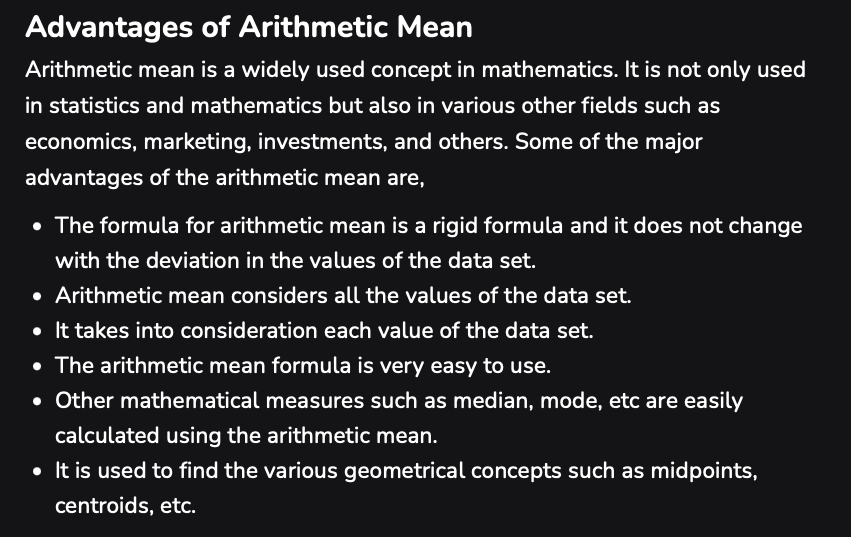 Advantages of Arithmetic Mean
Arithmetic mean is a widely used concept in mathematics. It is not only used
in statistics and mathematics but also in various other fields such as
economics, marketing, investments, and others. Some of the major
advantages of the arithmetic mean are,
• The formula for arithmetic mean is a rigid formula and it does not change
with the deviation in the values of the data set.
• Arithmetic mean considers all the values of the data set.
• It takes into consideration each value of the data set.
• The arithmetic mean formula is very easy to use.
• Other mathematical measures such as median, mode, etc are easily
calculated using the arithmetic mean.
• It is used to find the various geometrical concepts such as midpoints,
centroids, etc.